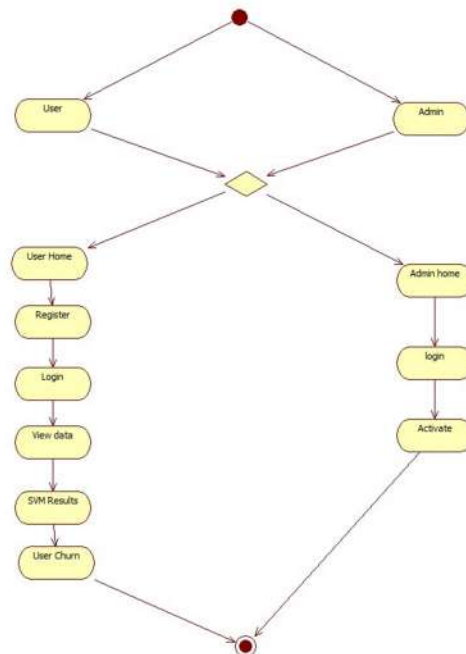 User
Admin
User Home
Admin home
Register
login
Login
Activate
View data
SVM Results
User Churn